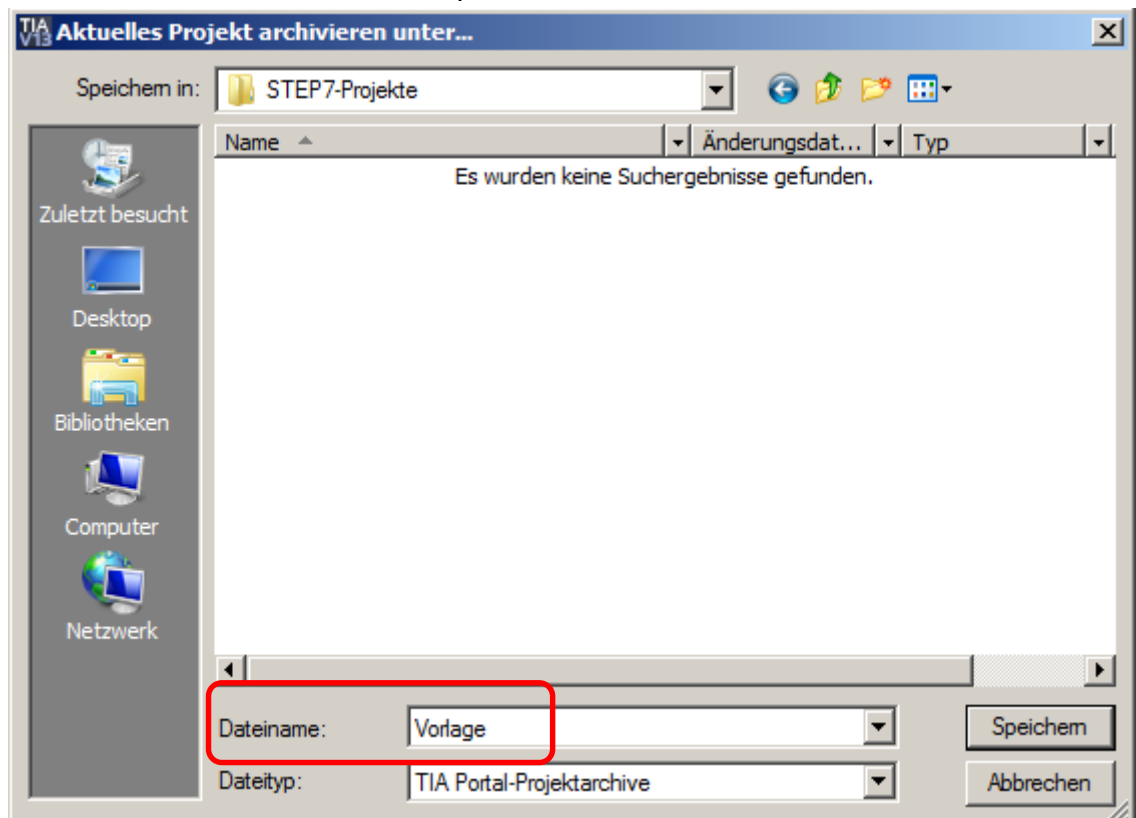 TIA V13 Aktuelles Projekt archivieren unter...
Speichern in: STEP7-Projekte
Name Änderungsdat... Typ
Es wurden keine Suchergebnisse gefunden.
Zuletzt besucht
Desktop
Bibliotheken
Computer
Netzwerk
Dateiname: Vorlage Speichern
Dateityp: TIA Portal-Projektarchive Abbrechen